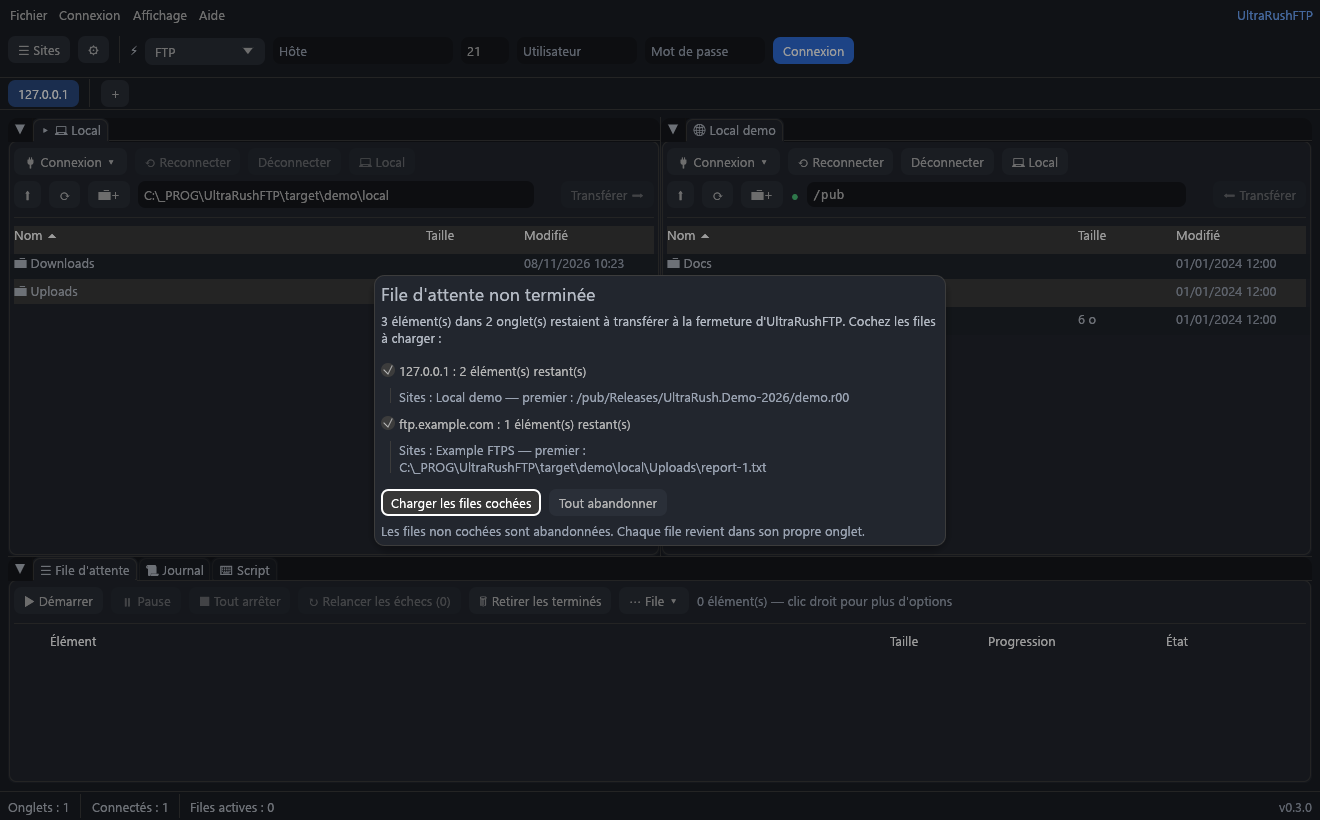 Fichier Connexion Affichage Aide UltraRushFTP
Sites FTP Hôte 21 Utilisateur Mot de passe Connexion
127.0.0.1 +
Local Local demo
Connexion Reconnecter Déconnecter Local Connexion Reconnecter Déconnecter Local
C:\_PROG\UltraRushFTP\target\demo\local Transférer /pub Transférer
Nom Taille Modifié Nom Taille Modifié
Downloads 08/11/2026 10:23 Docs 01/01/2024 12:00
Uploads 01/01/2024 12:00
6 o 01/01/2024 12:00
File d'attente non terminée
3 élément(s) dans 2 onglet(s) restaient à transférer à la fermeture d'UltraRushFTP. Cochez les files
à charger :
127.0.0.1 : 2 élément(s) restant(s)
Sites : Local demo — premier : /pub/Releases/UltraRush.Demo-2026/demo.r00
ftp.example.com : 1 élément(s) restant(s)
Sites : Example FTPS — premier :
C:\_PROG\UltraRushFTP\target\demo\local\Uploads\report-1.txt
Charger les files cochées Tout abandonner
Les files non cochées sont abandonnées. Chaque file revient dans son propre onglet.
File d'attente Journal Script
Démarrer Pause Tout arrêter Relancer les échecs (0) Retirer les terminés ··· File 0 élément(s) — clic droit pour plus d'options
Élément Taille Progression État
Onglets : 1 Connectés : 1 Files actives : 0 v0.3.0